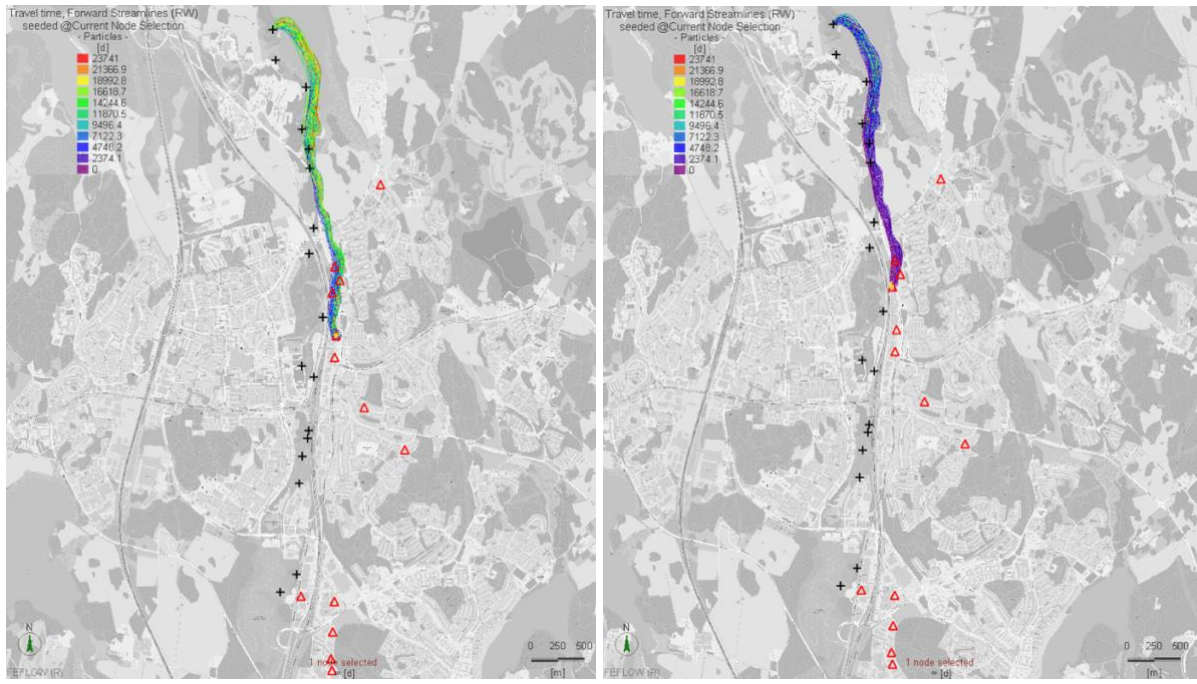 Travel time, Forward Streamlines (RW)
seeded @Current Node Selection
- Particles -
[d]
23741
21366.9
18992.8
16618.7
14244.6
11870.5
9496.4
7122.3
4748.2
2374.1
0
N
FEFLOW (R)
1 node selected
[d]
0 250 500
[m]
Travel time, Forward Streamlines (RW)
seeded @Current Node Selection
- Particles -
[d]
23741
21366.9
18992.8
16618.7
14244.6
11870.5
9496.4
7122.3
4748.2
2374.1
0
N
FEFLOW (R)
1 node selected
[d]
0 250 500
[m]